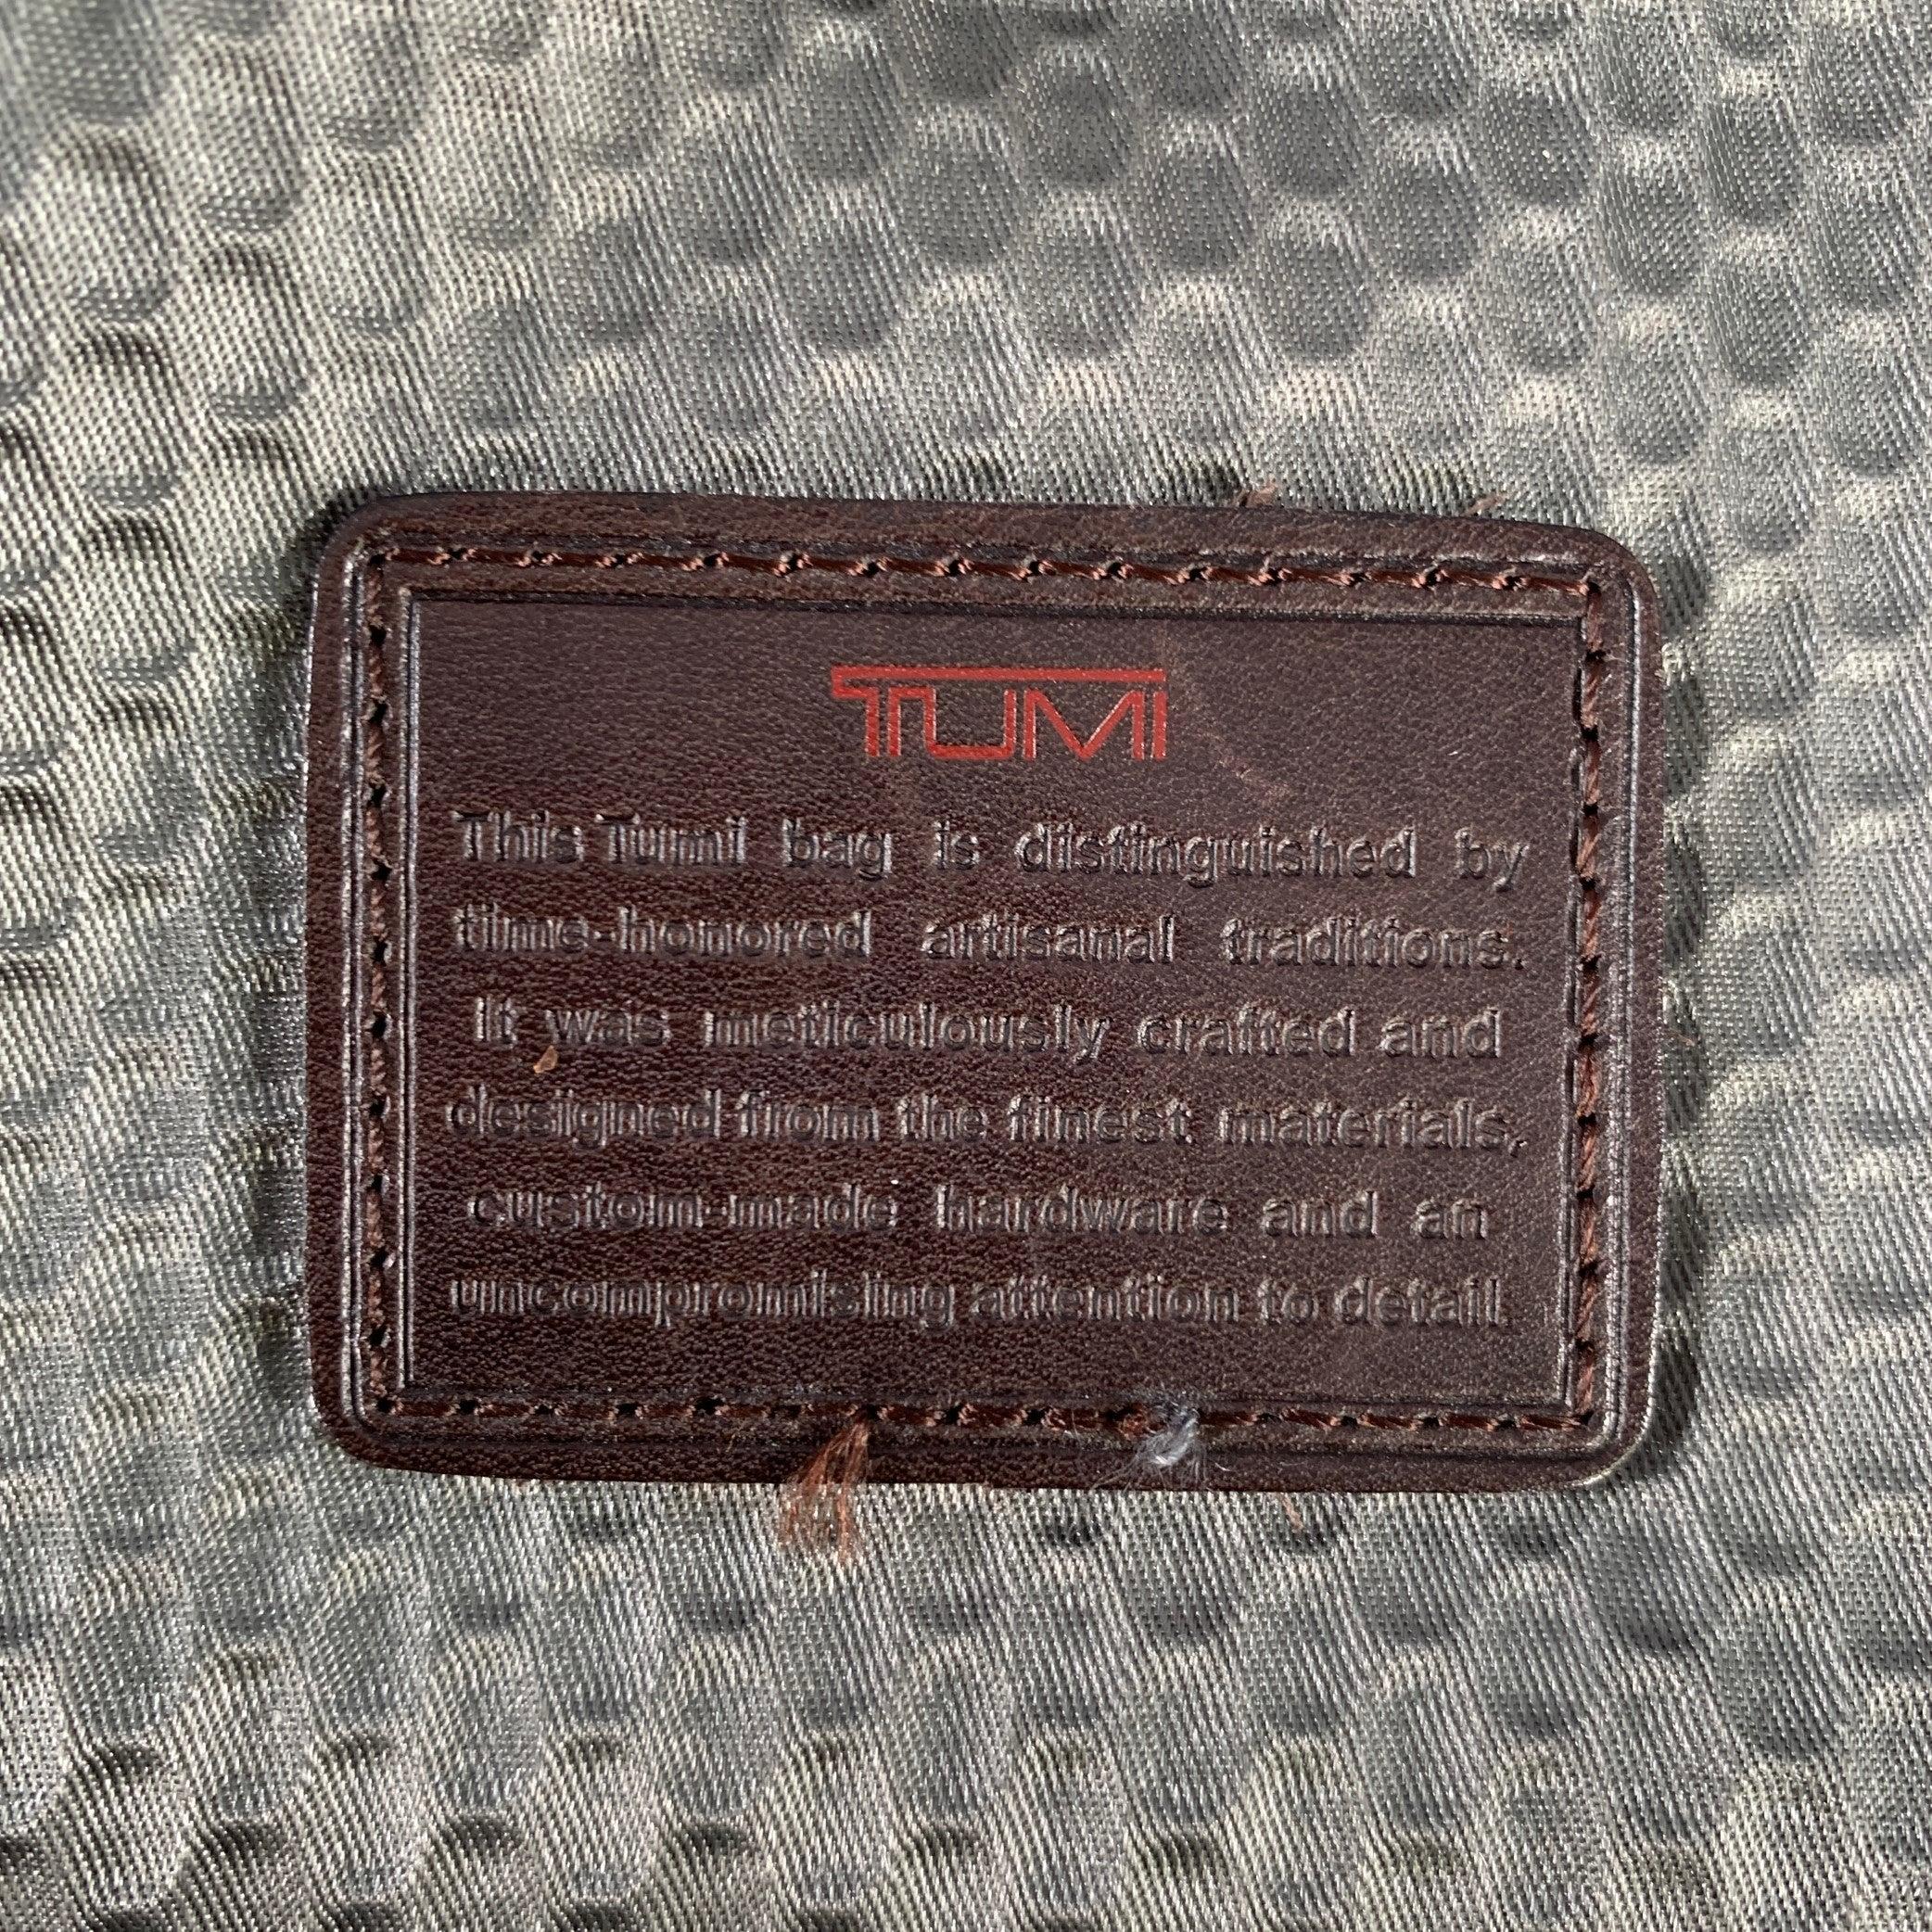 TUMI
This Tumi bag is distinguished by
time-honored artisanal traditions.
It was meticulously crafted and
designed from the finest materials,
custom-made hardware and an
uncompromising attention to detail